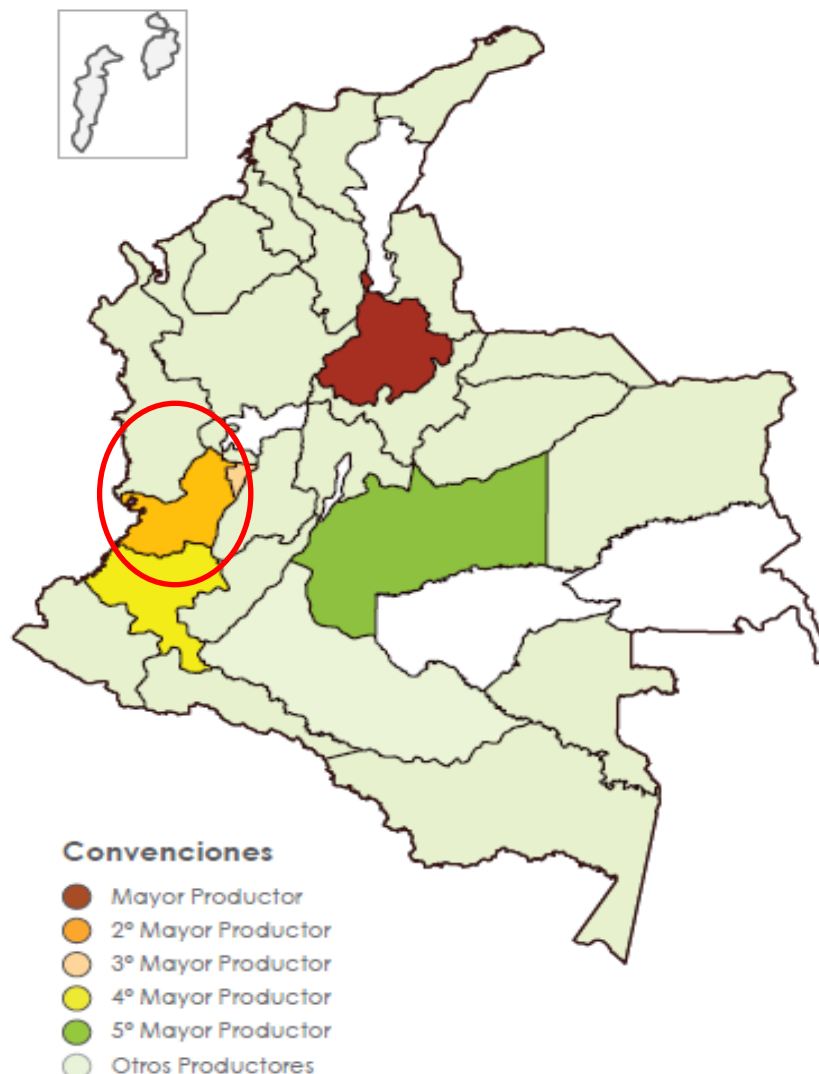 Convenciones
Mayor Productor
2º Mayor Productor
3º Mayor Productor
4º Mayor Productor
5º Mayor Productor
Otros Productores